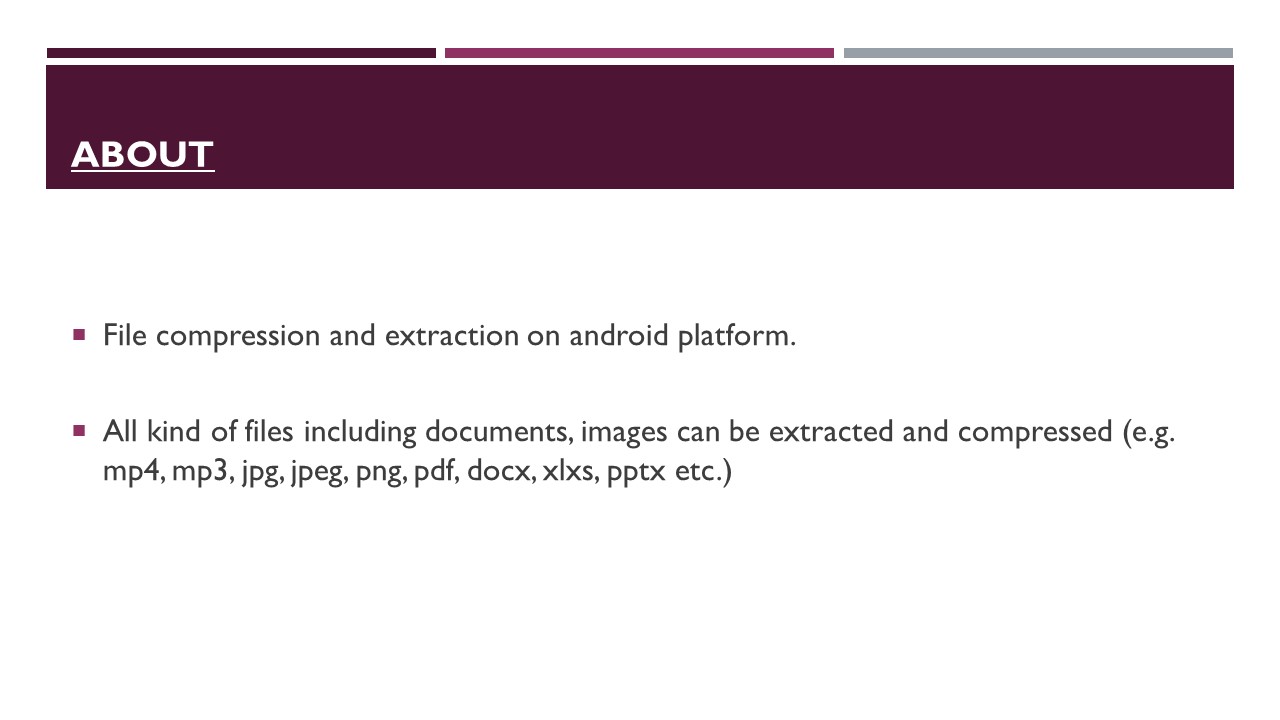 ABOUT
File compression and extraction on android platform.
All kind of files including documents, images can be extracted and compressed (e.g.
mp4, mp3, jpg, jpeg, png, pdf, docx, xlxs, pptx etc.)